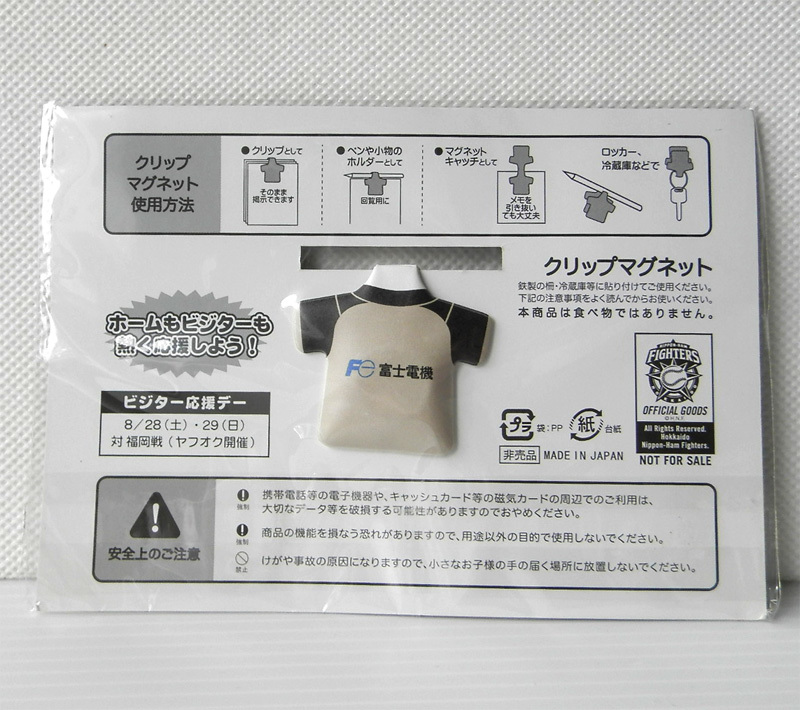 クリップ
マグネット
使用方法
●クリップとして
そのまま
掲示できます
●ペンや小物の
ホルダーとして
回覧用に
●マグネット
キャッチとして
メモを
引き抜い
ても大丈夫
ロッカー、
冷蔵庫などで
クリップマグネット
鉄製の棚・冷蔵庫等に貼り付けてご使用ください。
下記の注意事項をよく読んでからお使いください。
本商品は食べ物ではありません。
ホームもビジターも
熱く応援しよう!
Fe 富士電機
ビジター応援デー
8/28(土)・29(日)
対 福岡戦(ヤフオク開催)
NIPPON-HAM
FIGHTERS
OFFICIAL GOODS
H.N.F.
All Rights Reserved.
Hokkaido
Nippon-Ham Fighters.
NOT FOR SALE
プラ 袋:PP 紙 台紙
非売品 MADE IN JAPAN
安全上のご注意
強制 携帯電話等の電子機器や、キャッシュカード等の磁気カードの周辺でのご利用は、
大切なデータ等を破損する可能性がありますのでおやめください。
強制 商品の機能を損なう恐れがありますので、用途以外の目的で使用しないでください。
禁止 けがや事故の原因になりますので、小さなお子様の手の届く場所に放置しないでください。